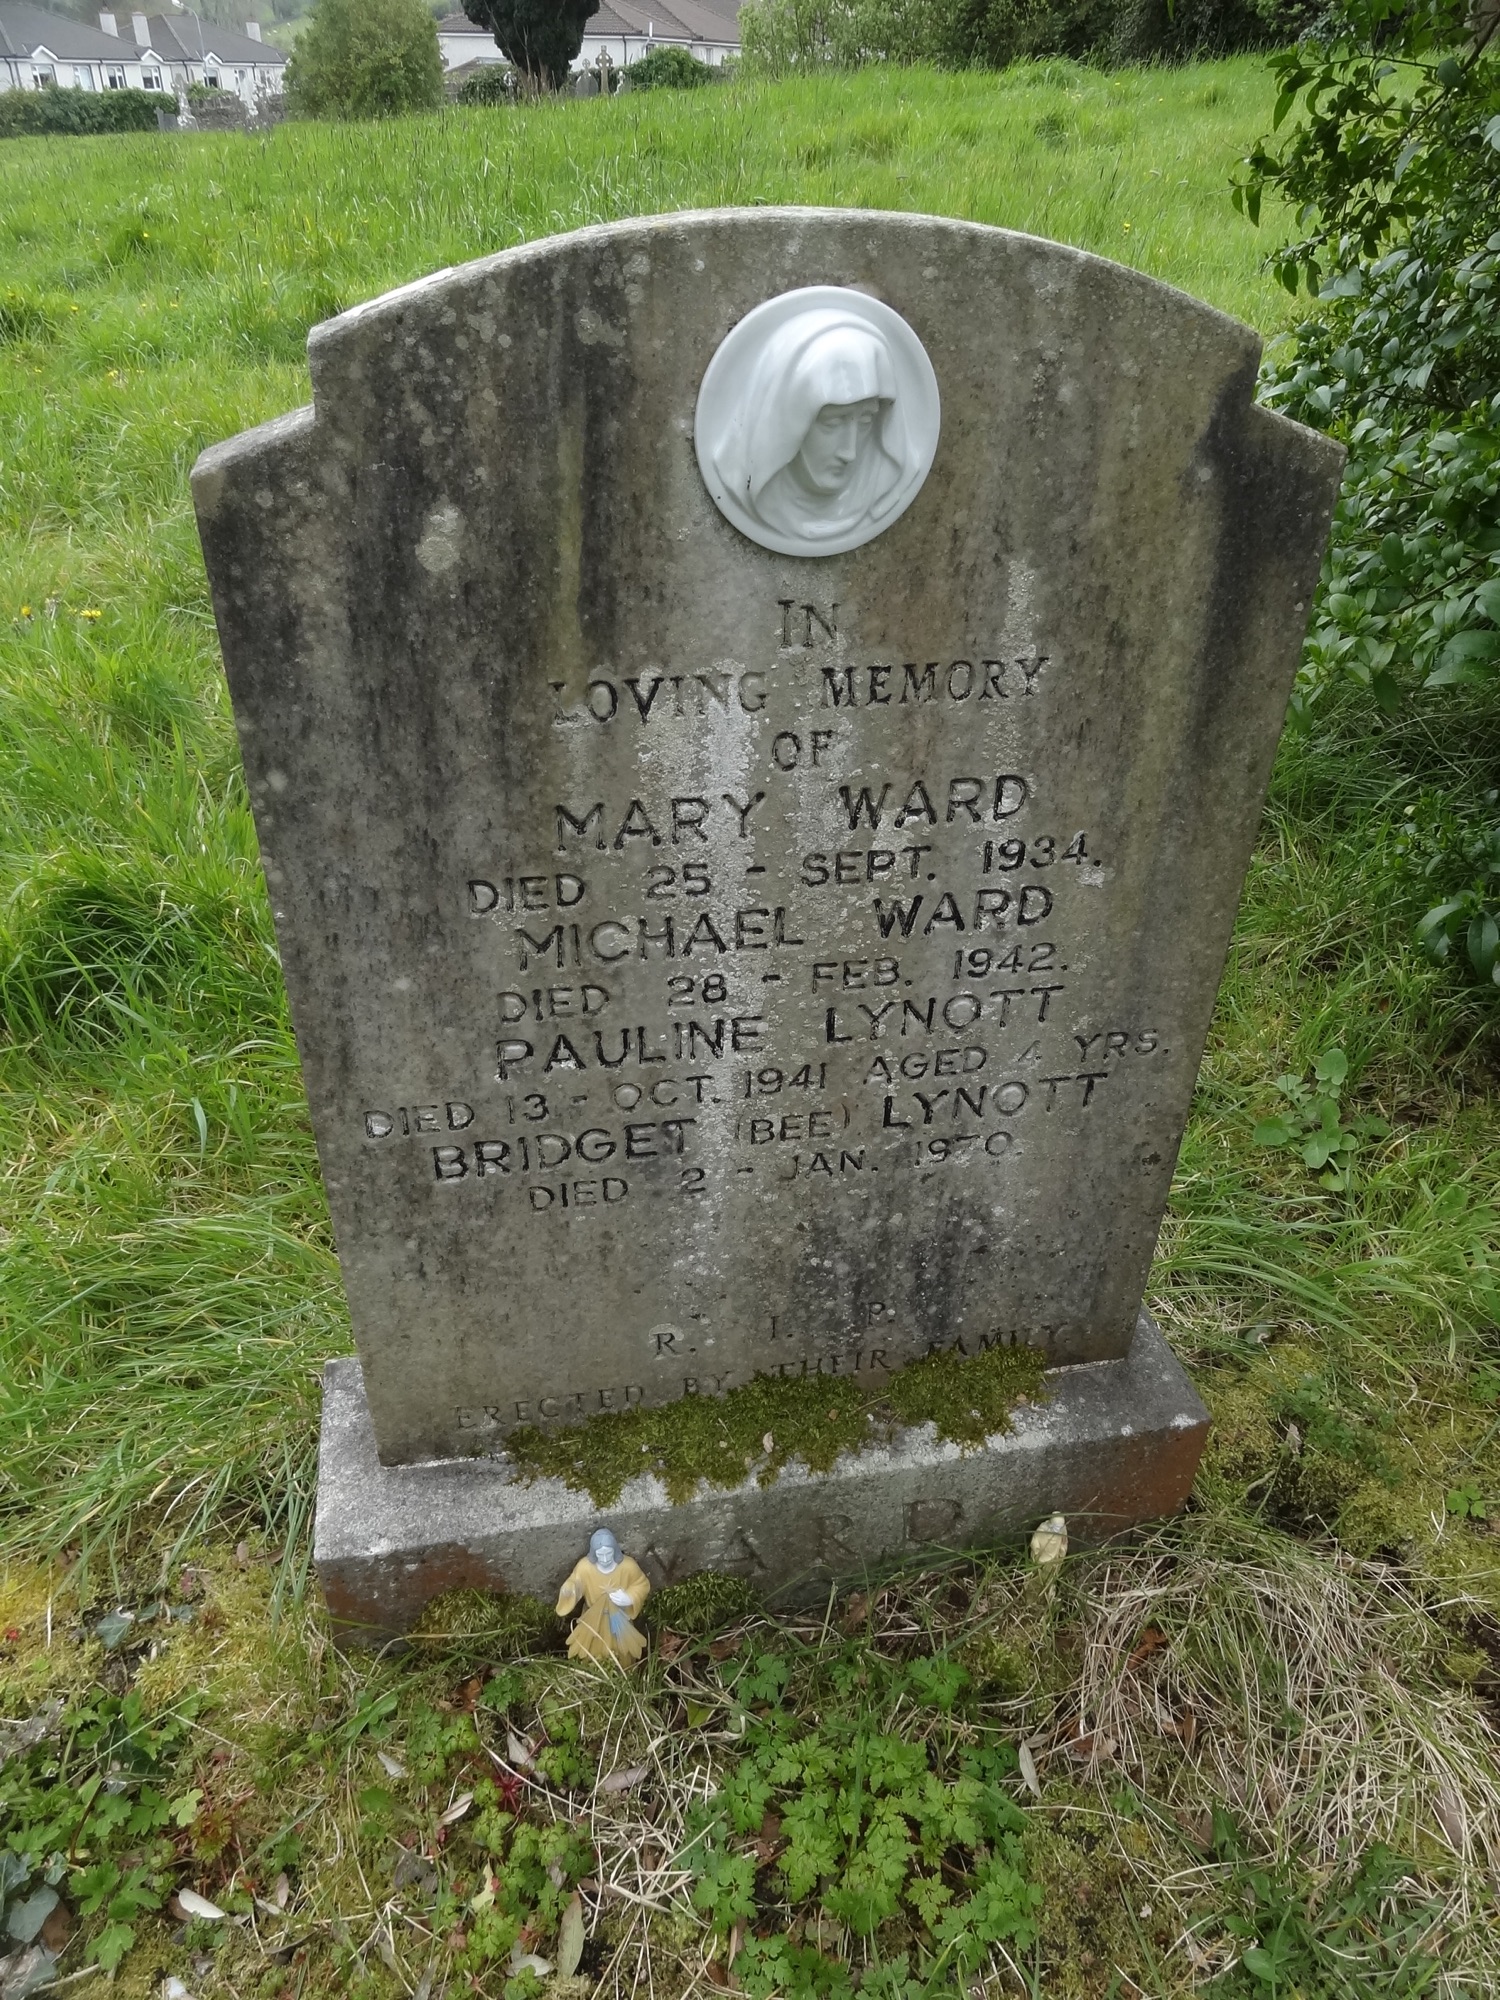 IN
LOVING MEMORY
OF
MARY WARD
DIED 25 - SEPT. 1934.
MICHAEL WARD
DIED 28 - FEB. 1942.
PAULINE LYNOTT
DIED 13 - OCT. 1941 AGED 4 YRS.
BRIDGET (BEE) LYNOTT
DIED 2 - JAN. 1970.
R. I. P.
ERECTED BY THEIR FAMILY
WARD